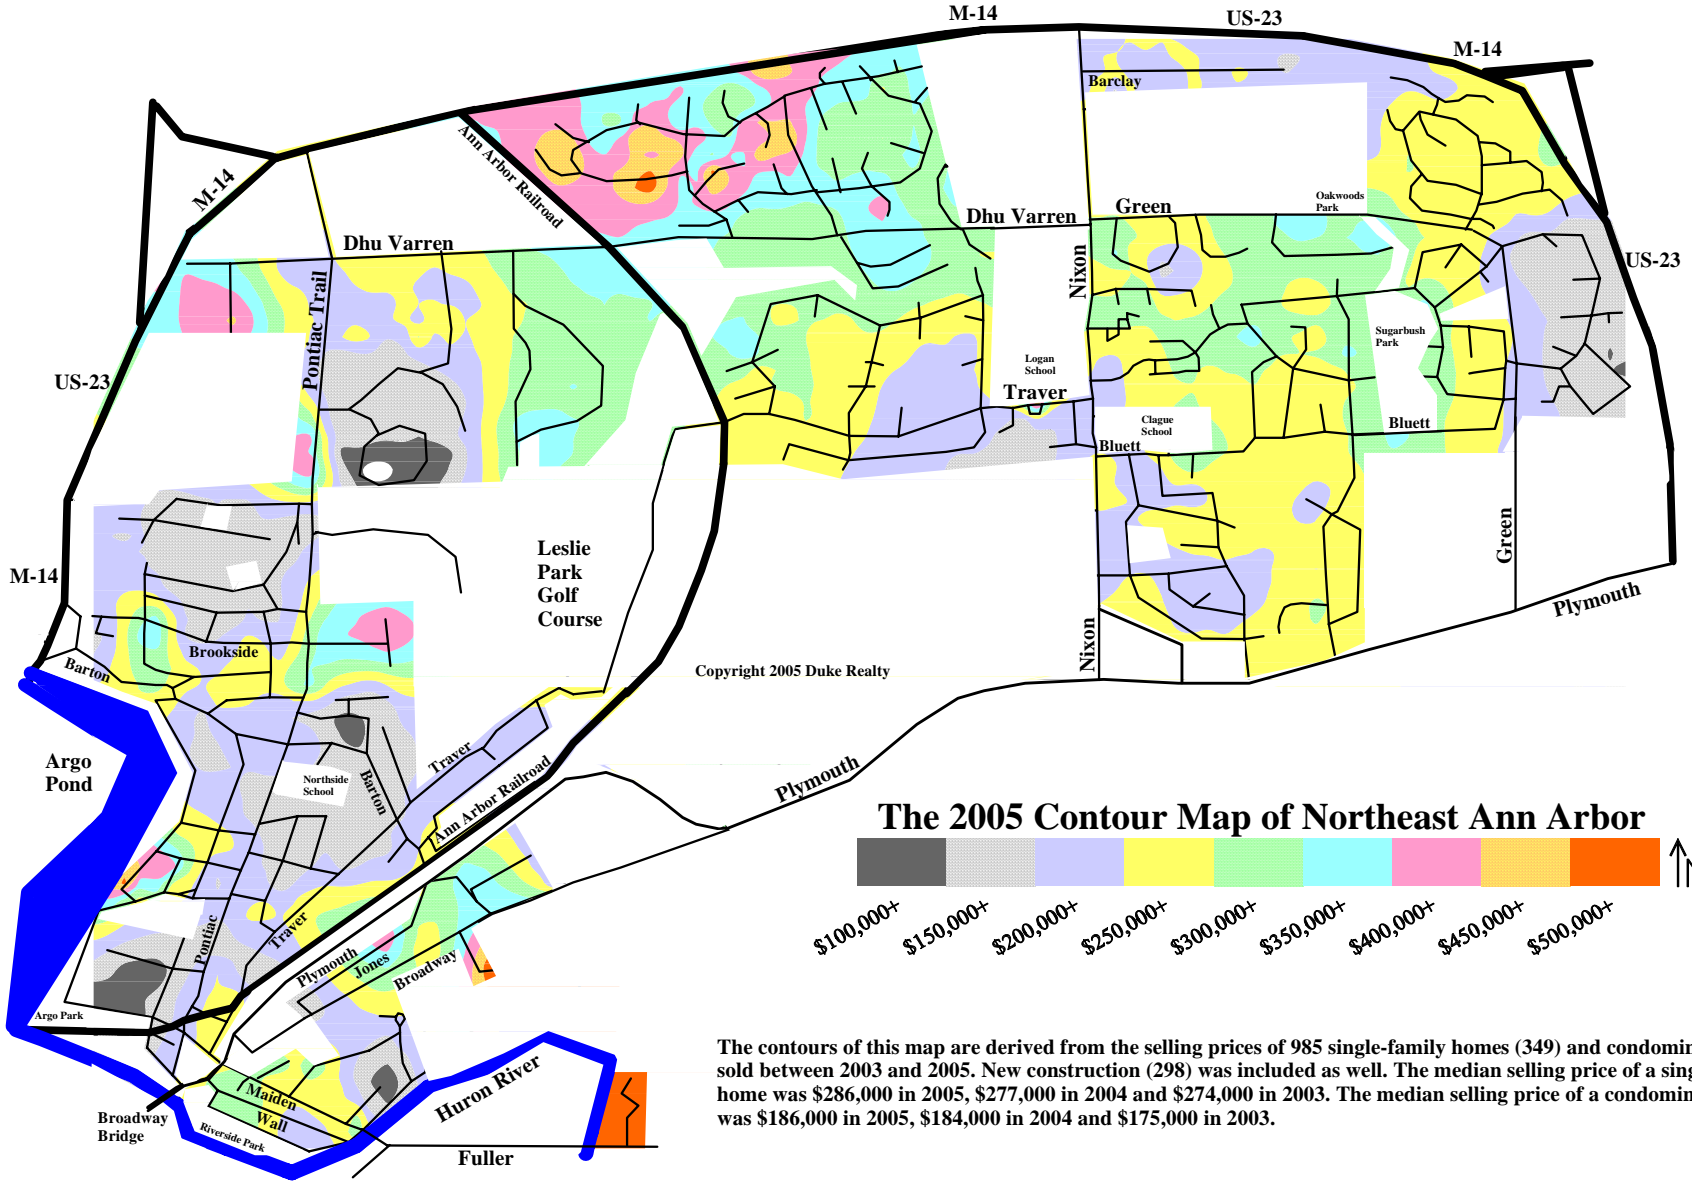 M-14
US-23
M-14
Barclay
Ann Arbor Railroad
M-14
Oakwoods
Park
Green
Dhu Varren
Dhu Varren
Nixon
US-23
Pontiac Trail
Sugarbush
Park
Logan
School
US-23
Traver
Clague
School
Bluett
Bluett
Green
Leslie
Park
Golf
Course
M-14
Plymouth
Nixon
Brookside
Barton
Copyright 2005 Duke Realty
Argo
Pond
Traver
Northside
School
Barton
Ann Arbor Railroad
Plymouth
The 2005 Contour Map of Northeast Ann Arbor
$100,000+
$150,000+
$200,000+
$250,000+
$300,000+
$350,000+
$400,000+
$450,000+
$500,000+
Pontiac
Traver
Plymouth
Jones
Broadway
Argo Park
The contours of this map are derived from the selling prices of 985 single-family homes (349) and condomin
sold between 2003 and 2005. New construction (298) was included as well. The median selling price of a sing
home was $286,000 in 2005, $277,000 in 2004 and $274,000 in 2003. The median selling price of a condomin
was $186,000 in 2005, $184,000 in 2004 and $175,000 in 2003.
Huron River
Maiden
Wall
Broadway
Bridge
Riverside Park
Fuller